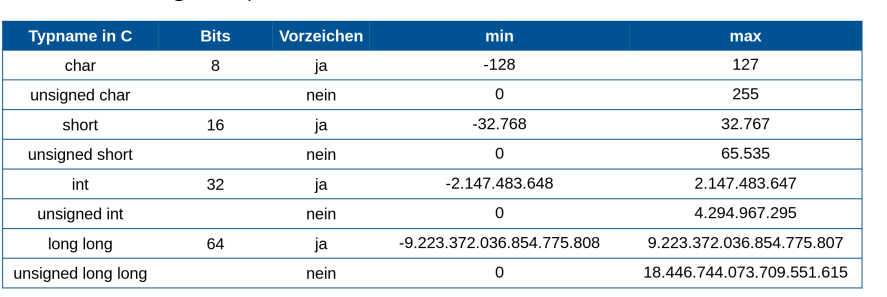 Typname in C Bits Vorzeichen min max
char 8 ja -128 127
unsigned char nein 0 255
short 16 ja -32.768 32.767
unsigned short nein 0 65.535
int 32 ja -2.147.483.648 2.147.483.647
unsigned int nein 0 4.294.967.295
long long 64 ja -9.223.372.036.854.775.808 9.223.372.036.854.775.807
unsigned long long nein 0 18.446.744.073.709.551.615